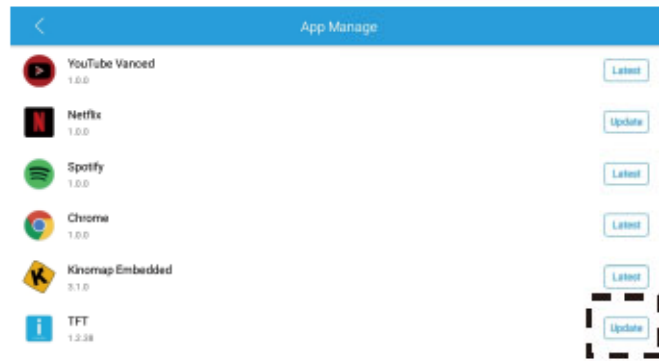 App Manage
YouTube Vanced
1.0.0
Latest
Netflix
1.0.0
Update
Spotify
1.0.0
Latest
Chrome
1.0.0
Latest
Kinomap Embedded
3.1.0
Latest
TFT
1.2.38
Update